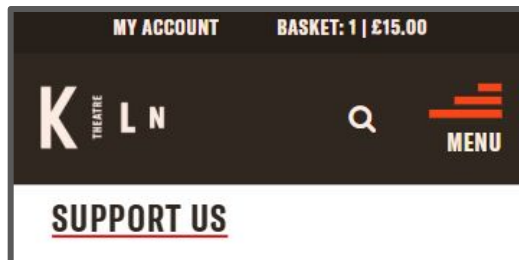 MY ACCOUNT BASKET: 1 | £15.00
K THEATRE L N
MENU
SUPPORT US